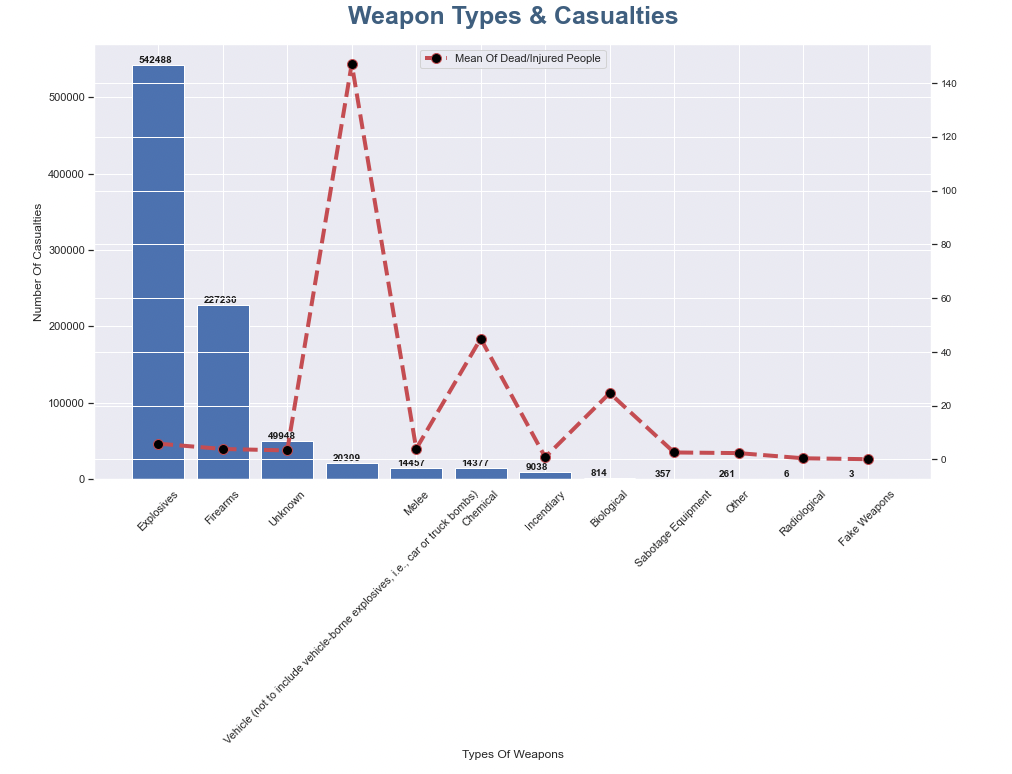 Weapon Types & Casualties
Mean Of Dead/Injured People
Number Of Casualties
500000
400000
300000
200000
100000
0
140
120
100
80
60
40
20
0
542488
227230
49948
20309
14457
14377
9038
814
357
261
6
3
Explosives
Firearms
Unknown
Vehicle (not to include vehicle-borne explosives, i.e., car or truck bombs)
Melee
Chemical
Incendiary
Biological
Sabotage Equipment
Other
Radiological
Fake Weapons
Types Of Weapons